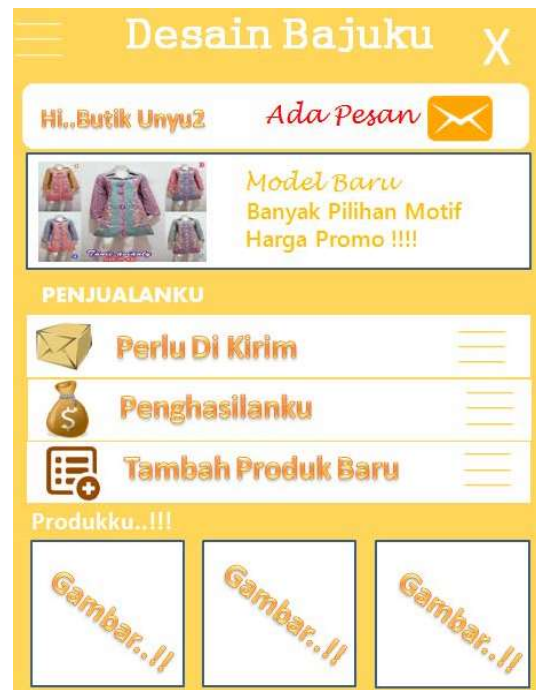 Desain Bajuku X
Hi..Butik Unyu2 Ada Pesan
Model Baru
Banyak Pilihan Motif
Harga Promo !!!!
PENJUALANKU
Perlu Di Kirim
Penghasilanku
$
Tambah Produk Baru
Produkku..!!!
Gambar..!! Gambar..!! Gambar..!!